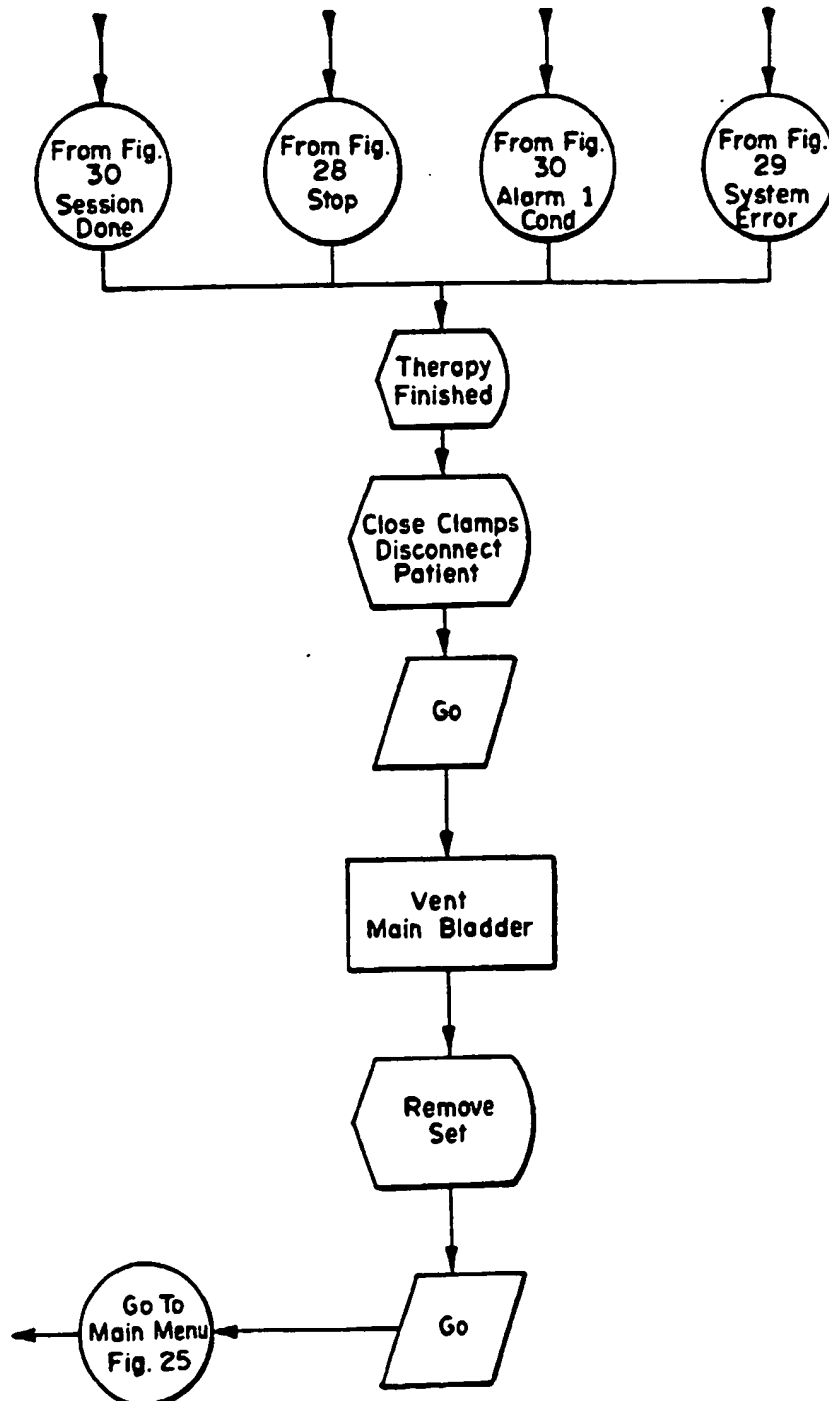 From Fig.
30
Session
Done
From Fig.
28
Stop
From Fig.
30
Alarm 1
Cond
From Fig.
29
System
Error
Therapy
Finished
Close Clamps
Disconnect
Patient
Go
Vent
Main Bladder
Remove
Set
Go
Go To
Main Menu
Fig. 25